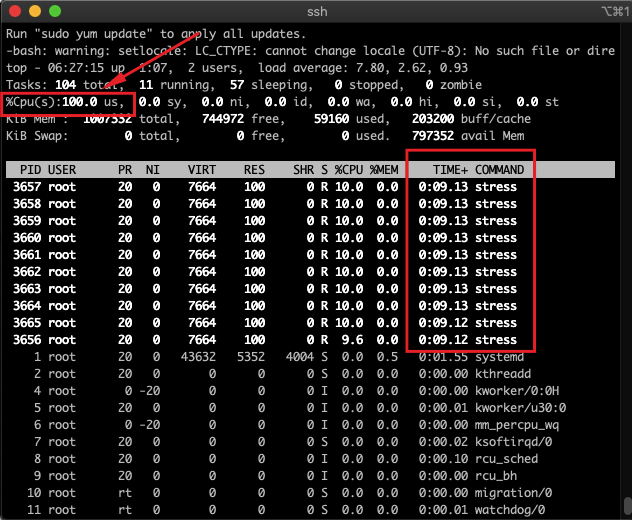 ssh
⌥⌘1
Run "sudo yum update" to apply all updates.
-bash: warning: setlocale: LC_CTYPE: cannot change locale (UTF-8): No such file or dire
top - 06:27:15 up  1:07,  2 users,  load average: 7.80, 2.62, 0.93
Tasks: 104 total,  11 running,  57 sleeping,   0 stopped,   0 zombie
%Cpu(s):100.0 us,  0.0 sy,  0.0 ni,  0.0 id,  0.0 wa,  0.0 hi,  0.0 si,  0.0 st
KiB Mem :  1007332 total,   744972 free,    59160 used,   203200 buff/cache
KiB Swap:        0 total,        0 free,        0 used.   797352 avail Mem
PID USER      PR  NI    VIRT    RES    SHR S %CPU %MEM     TIME+ COMMAND
3657 root      20   0    7664    100      0 R 10.0  0.0   0:09.13 stress
3658 root      20   0    7664    100      0 R 10.0  0.0   0:09.13 stress
3659 root      20   0    7664    100      0 R 10.0  0.0   0:09.13 stress
3660 root      20   0    7664    100      0 R 10.0  0.0   0:09.13 stress
3661 root      20   0    7664    100      0 R 10.0  0.0   0:09.13 stress
3662 root      20   0    7664    100      0 R 10.0  0.0   0:09.13 stress
3663 root      20   0    7664    100      0 R 10.0  0.0   0:09.13 stress
3664 root      20   0    7664    100      0 R 10.0  0.0   0:09.13 stress
3665 root      20   0    7664    100      0 R 10.0  0.0   0:09.12 stress
3656 root      20   0    7664    100      0 R  9.6  0.0   0:09.12 stress
1 root      20   0   43632   5352   4004 S  0.0  0.5   0:01.55 systemd
2 root      20   0       0      0      0 S  0.0  0.0   0:00.00 kthreadd
4 root       0 -20       0      0      0 I  0.0  0.0   0:00.00 kworker/0:0H
5 root      20   0       0      0      0 I  0.0  0.0   0:00.01 kworker/u30:0
6 root       0 -20       0      0      0 I  0.0  0.0   0:00.00 mm_percpu_wq
7 root      20   0       0      0      0 S  0.0  0.0   0:00.02 ksoftirqd/0
8 root      20   0       0      0      0 I  0.0  0.0   0:00.10 rcu_sched
9 root      20   0       0      0      0 I  0.0  0.0   0:00.00 rcu_bh
10 root      rt   0       0      0      0 S  0.0  0.0   0:00.00 migration/0
11 root      rt   0       0      0      0 S  0.0  0.0   0:00.01 watchdog/0